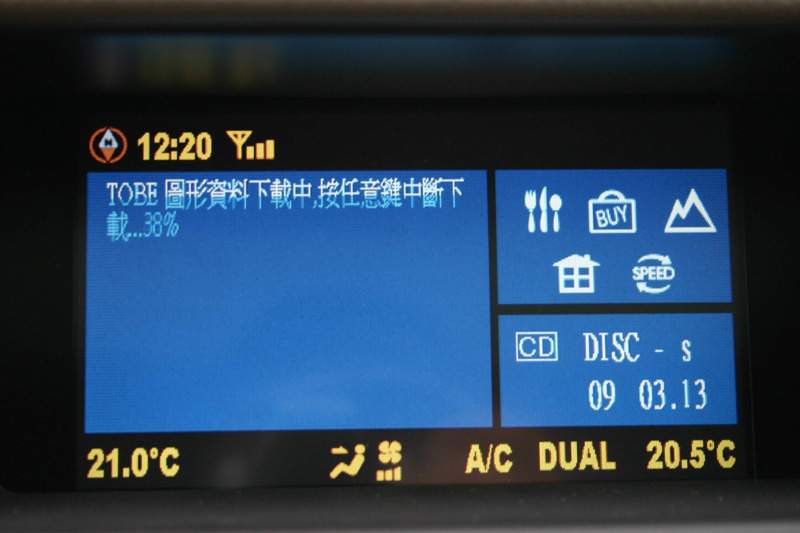 N
12:20
TOBE 圖形資料下載中,按任意鍵中斷下
載...38%
BUY
SPEED
CD DISC - s
09 03.13
21.0°C A/C DUAL 20.5°C